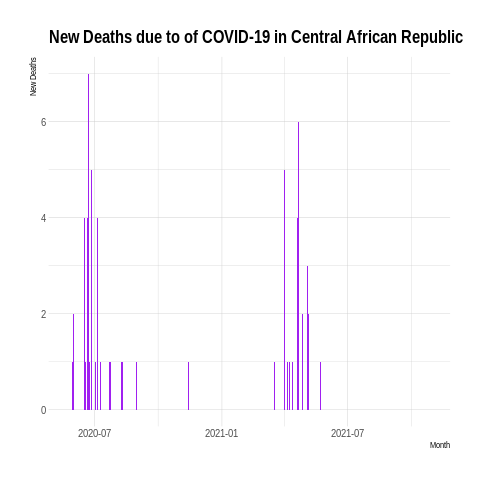 New Deaths due to of COVID-19 in Central African Republic
New Deaths
6
4
2
0
2020-07
2021-01
2021-07
Month